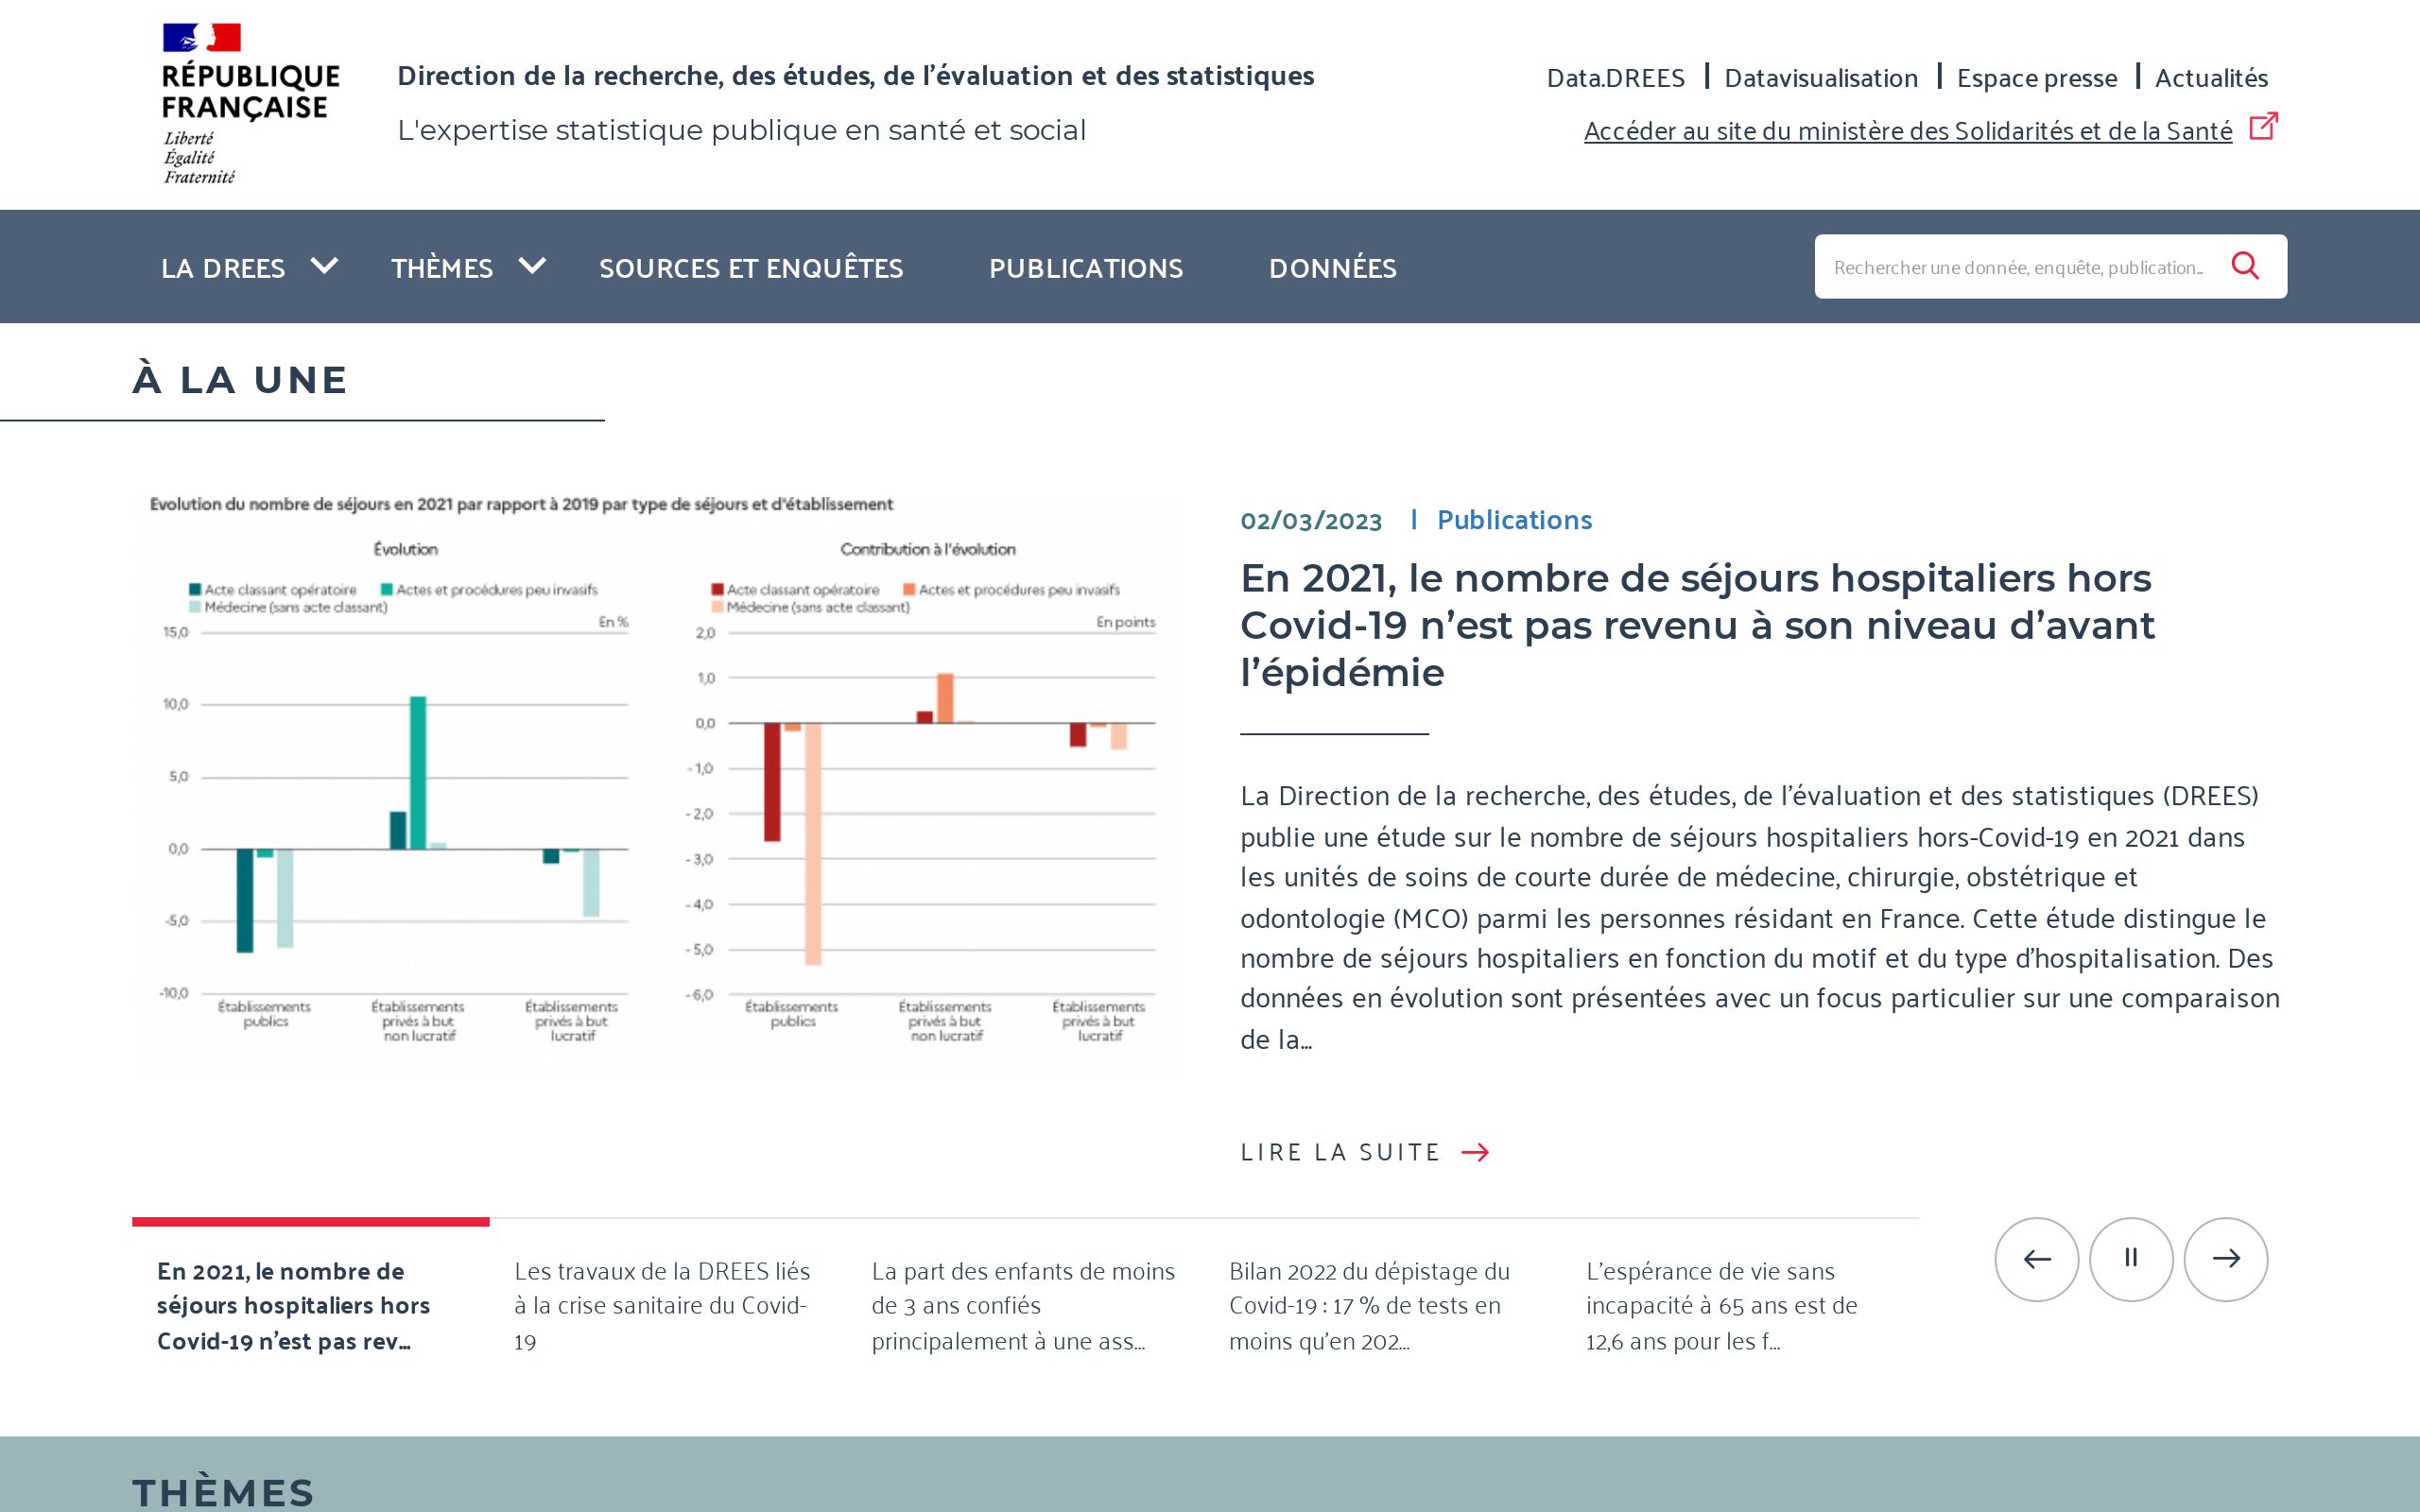 RÉPUBLIQUE
FRANÇAISE
Liberté
Égalité
Fraternité
Direction de la recherche, des études, de l’évaluation et des statistiques
L'expertise statistique publique en santé et social
Data.DREES | Datavisualisation | Espace presse | Actualités
Accéder au site du ministère des Solidarités et de la Santé
LA DREES THÈMES SOURCES ET ENQUÊTES PUBLICATIONS DONNÉES
Rechercher une donnée, enquête, publication...
À LA UNE
Evolution du nombre de séjours en 2021 par rapport à 2019 par type de séjours et d'établissement
Évolution
Acte classant opératoire Actes et procédures peu invasifs
Médecine (sans acte classant)
En %
15,0
10,0
5,0
0,0
-5,0
-10,0
Établissements publics
Établissements privés à but non lucratif
Établissements privés à but lucratif
Contribution à l'évolution
Acte classant opératoire Actes et procédures peu invasifs
Médecine (sans acte classant)
En points
2,0
1,0
0,0
- 1,0
- 2,0
- 3,0
- 4,0
- 5,0
- 6,0
Établissements publics
Établissements privés à but non lucratif
Établissements privés à but lucratif
02/03/2023 | Publications
En 2021, le nombre de séjours hospitaliers hors
Covid-19 n’est pas revenu à son niveau d’avant
l’épidémie
La Direction de la recherche, des études, de l’évaluation et des statistiques (DREES)
publie une étude sur le nombre de séjours hospitaliers hors-Covid-19 en 2021 dans
les unités de soins de courte durée de médecine, chirurgie, obstétrique et
odontologie (MCO) parmi les personnes résidant en France. Cette étude distingue le
nombre de séjours hospitaliers en fonction du motif et du type d’hospitalisation. Des
données en évolution sont présentées avec un focus particulier sur une comparaison
de la...
LIRE LA SUITE
En 2021, le nombre de
séjours hospitaliers hors
Covid-19 n’est pas rev...
Les travaux de la DREES liés
à la crise sanitaire du Covid-
19
La part des enfants de moins
de 3 ans confiés
principalement à une ass...
Bilan 2022 du dépistage du
Covid-19 : 17 % de tests en
moins qu’en 202...
L’espérance de vie sans
incapacité à 65 ans est de
12,6 ans pour les f...
THÈMES